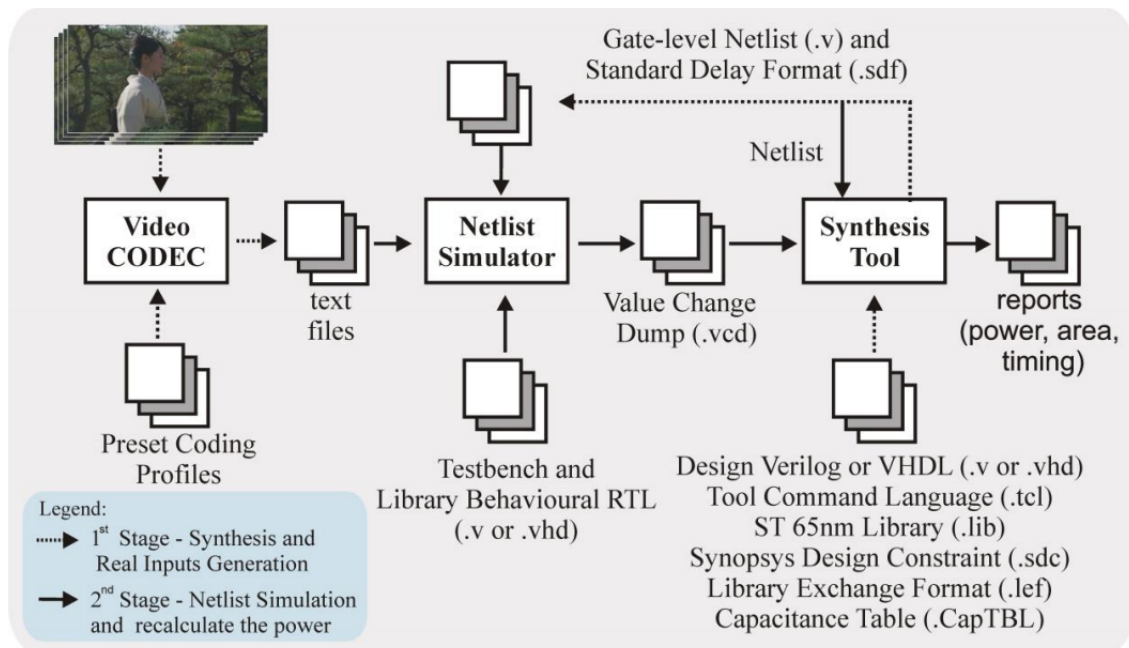 Gate-level Netlist (.v) and
Standard Delay Format (.sdf)
Netlist
Video
CODEC
text
files
Netlist
Simulator
Value Change
Dump (.vcd)
Synthesis
Tool
reports
(power, area,
timing)
Preset Coding
Profiles
Testbench and
Library Behavioural RTL
(.v or .vhd)
Design Verilog or VHDL (.v or .vhd)
Tool Command Language (.tcl)
ST 65nm Library (.lib)
Synopsys Design Constraint (.sdc)
Library Exchange Format (.lef)
Capacitance Table (.CapTBL)
Legend:
1st Stage - Synthesis and
Real Inputs Generation
2nd Stage - Netlist Simulation
and recalculate the power